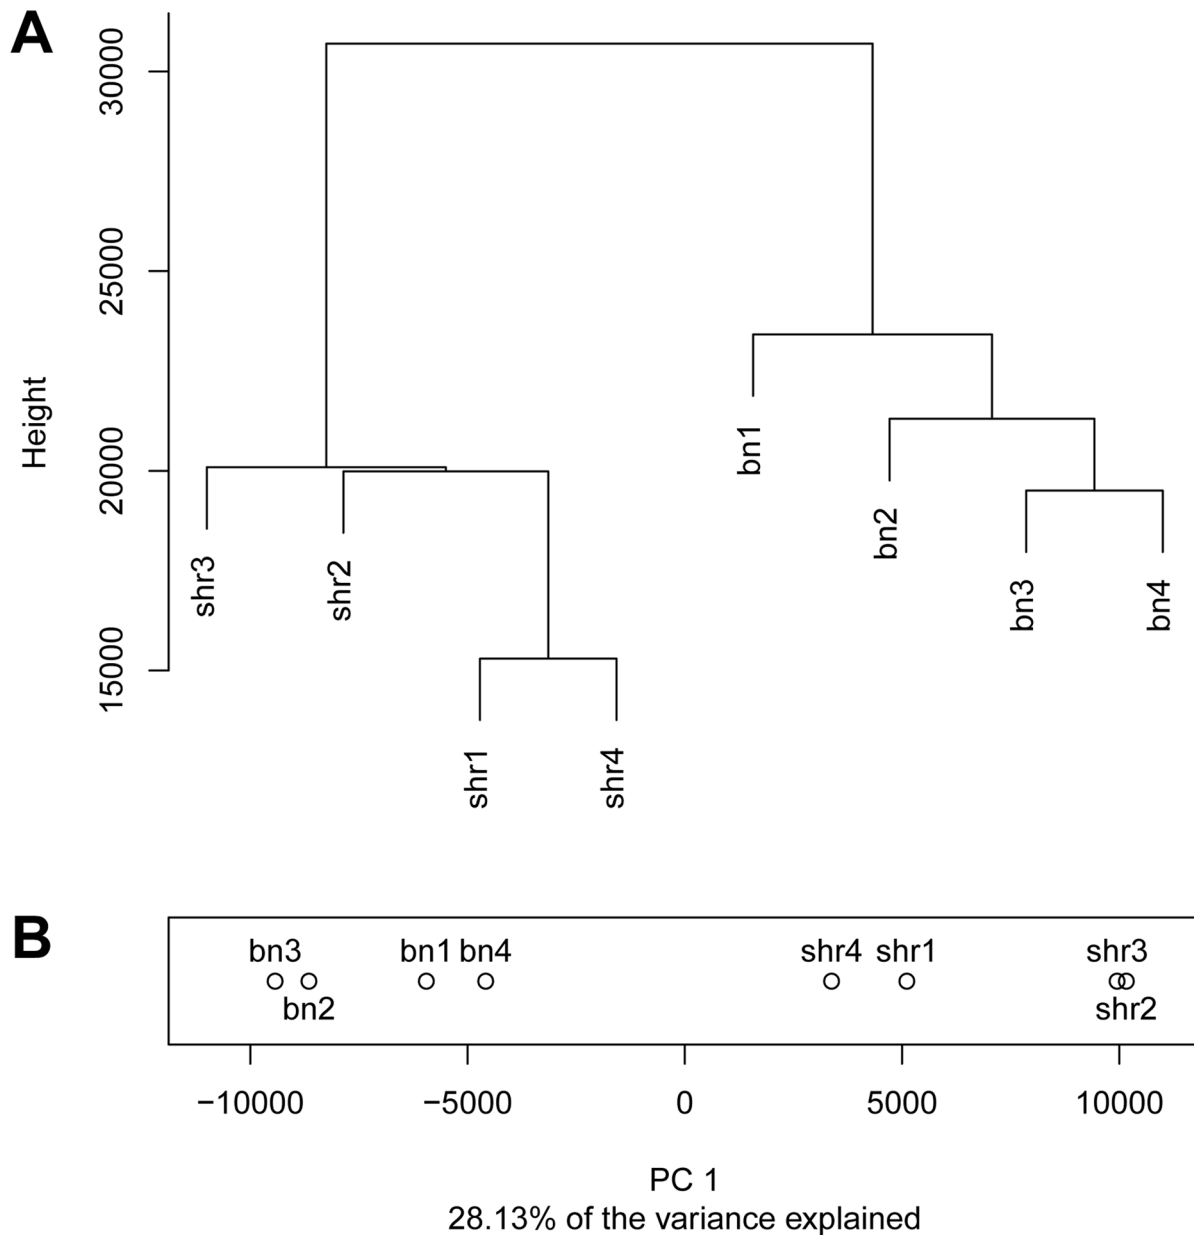 A
30000
25000
20000
15000
Height
bn1
bn2
shr3
shr2
bn3
bn4
shr1
shr4
B
bn3 bn1 bn4 shr4 shr1 shr3
bn2 shr2
−10000 −5000 0 5000 10000
PC 1
28.13% of the variance explained